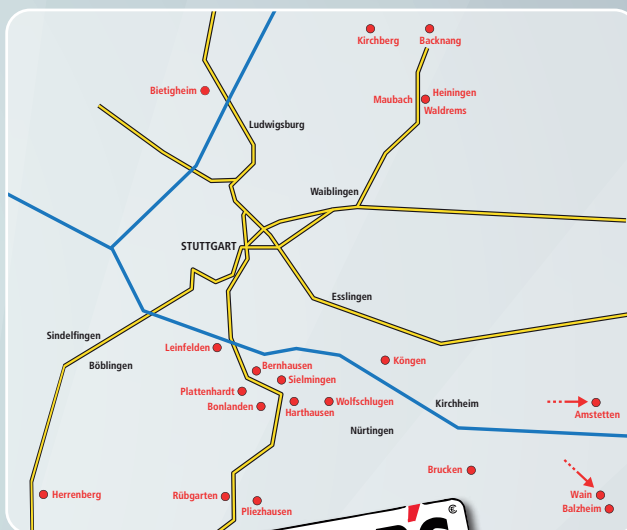 Kirchberg
Backnang
Bietigheim
Heiningen
Maubach
Waldrems
Ludwigsburg
Waiblingen
STUTTGART
Esslingen
Sindelfingen
Leinfelden
Böblingen
Bernhausen
Köngen
Sielmingen
Plattenhardt
Bonlanden
Wolfschlugen
Harthausen
Kirchheim
Amstetten
Nürtingen
Brucken
Herrenberg
Rübgarten
Pliezhausen
Wain
Balzheim